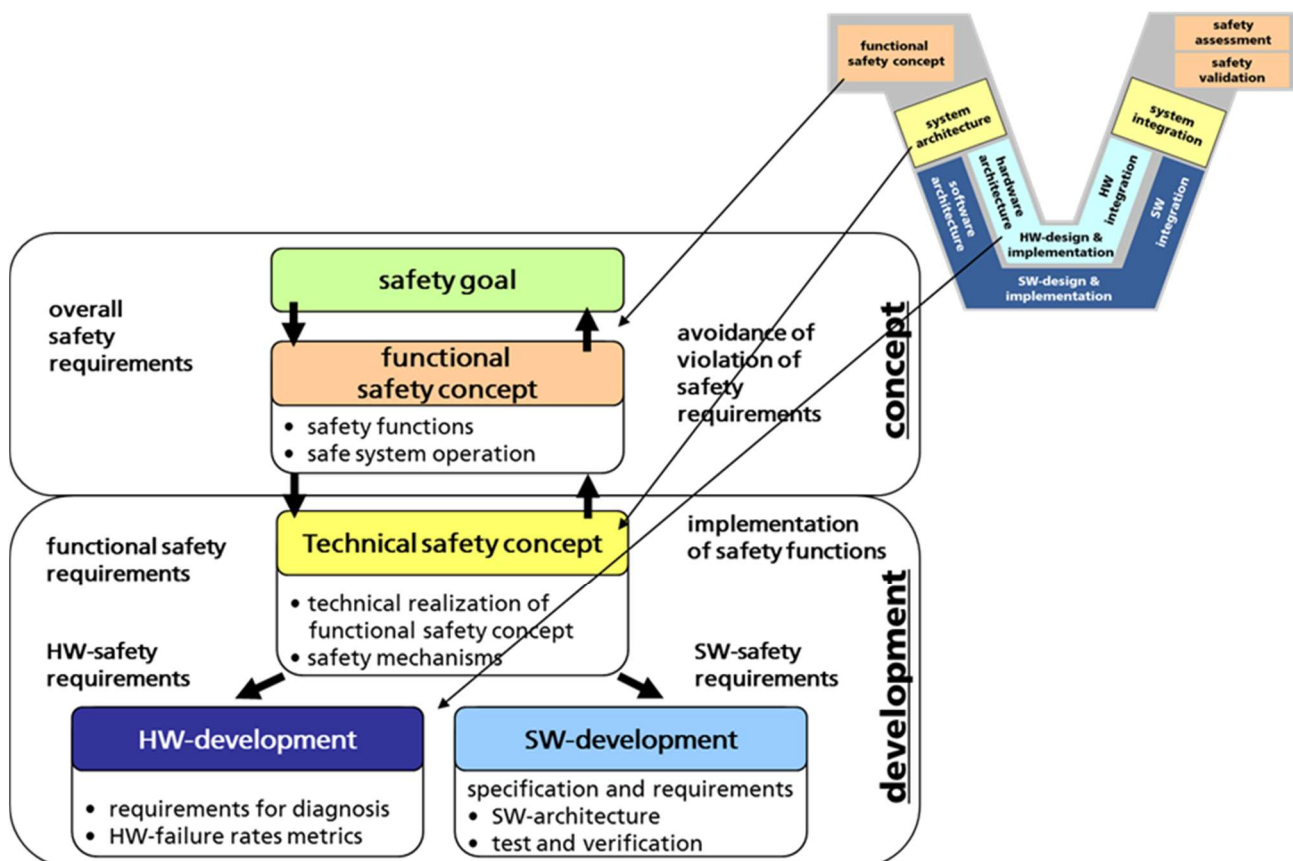 functional
safety concept
safety
assessment
safety
validation
system
architecture
system
integration
software
architecture
hardware
architecture
HW
integration
SW
integration
HW-design &
implementation
SW-design &
implementation
safety goal
overall
safety
requirements
functional
safety concept
• safety functions
• safe system operation
avoidance of
violation of
safety
requirements
concept
functional safety
requirements
Technical safety concept
• technical realization of
functional safety concept
• safety mechanisms
implementation
of safety functions
HW-safety
requirements
SW-safety
requirements
development
HW-development
• requirements for diagnosis
• HW-failure rates metrics
SW-development
specification and requirements
• SW-architecture
• test and verification